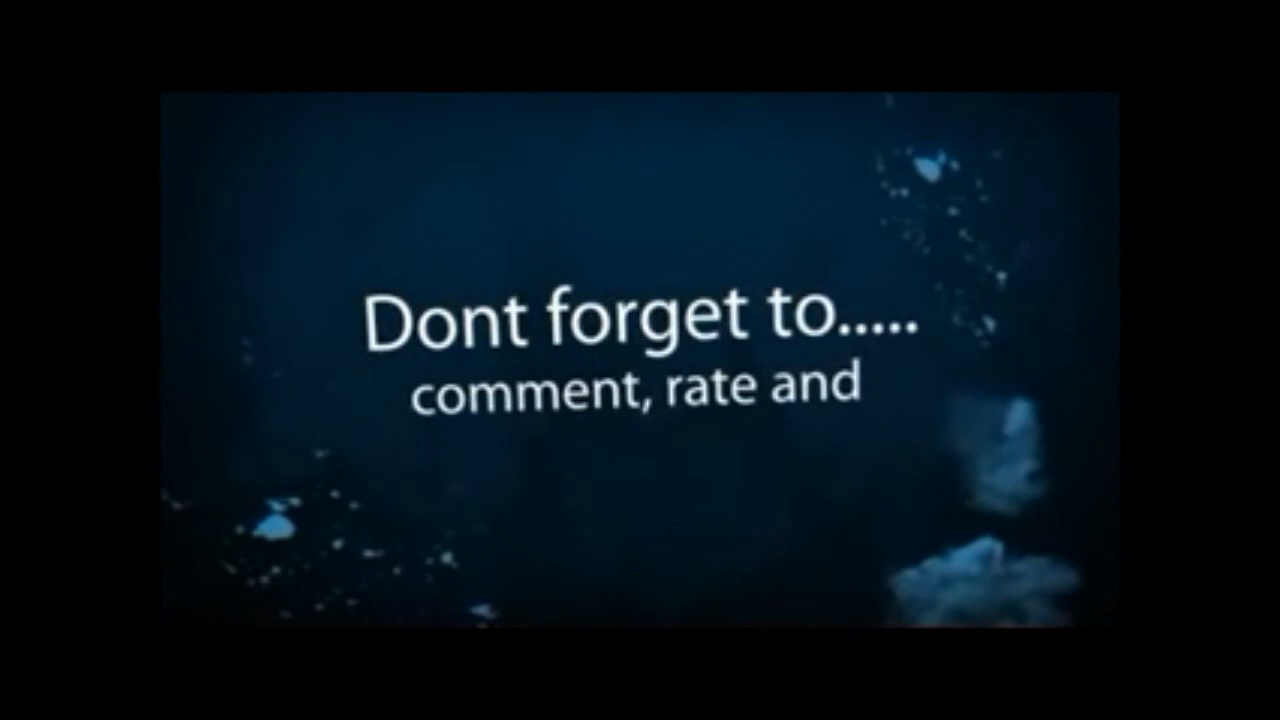 Dont forget to.....
comment, rate and